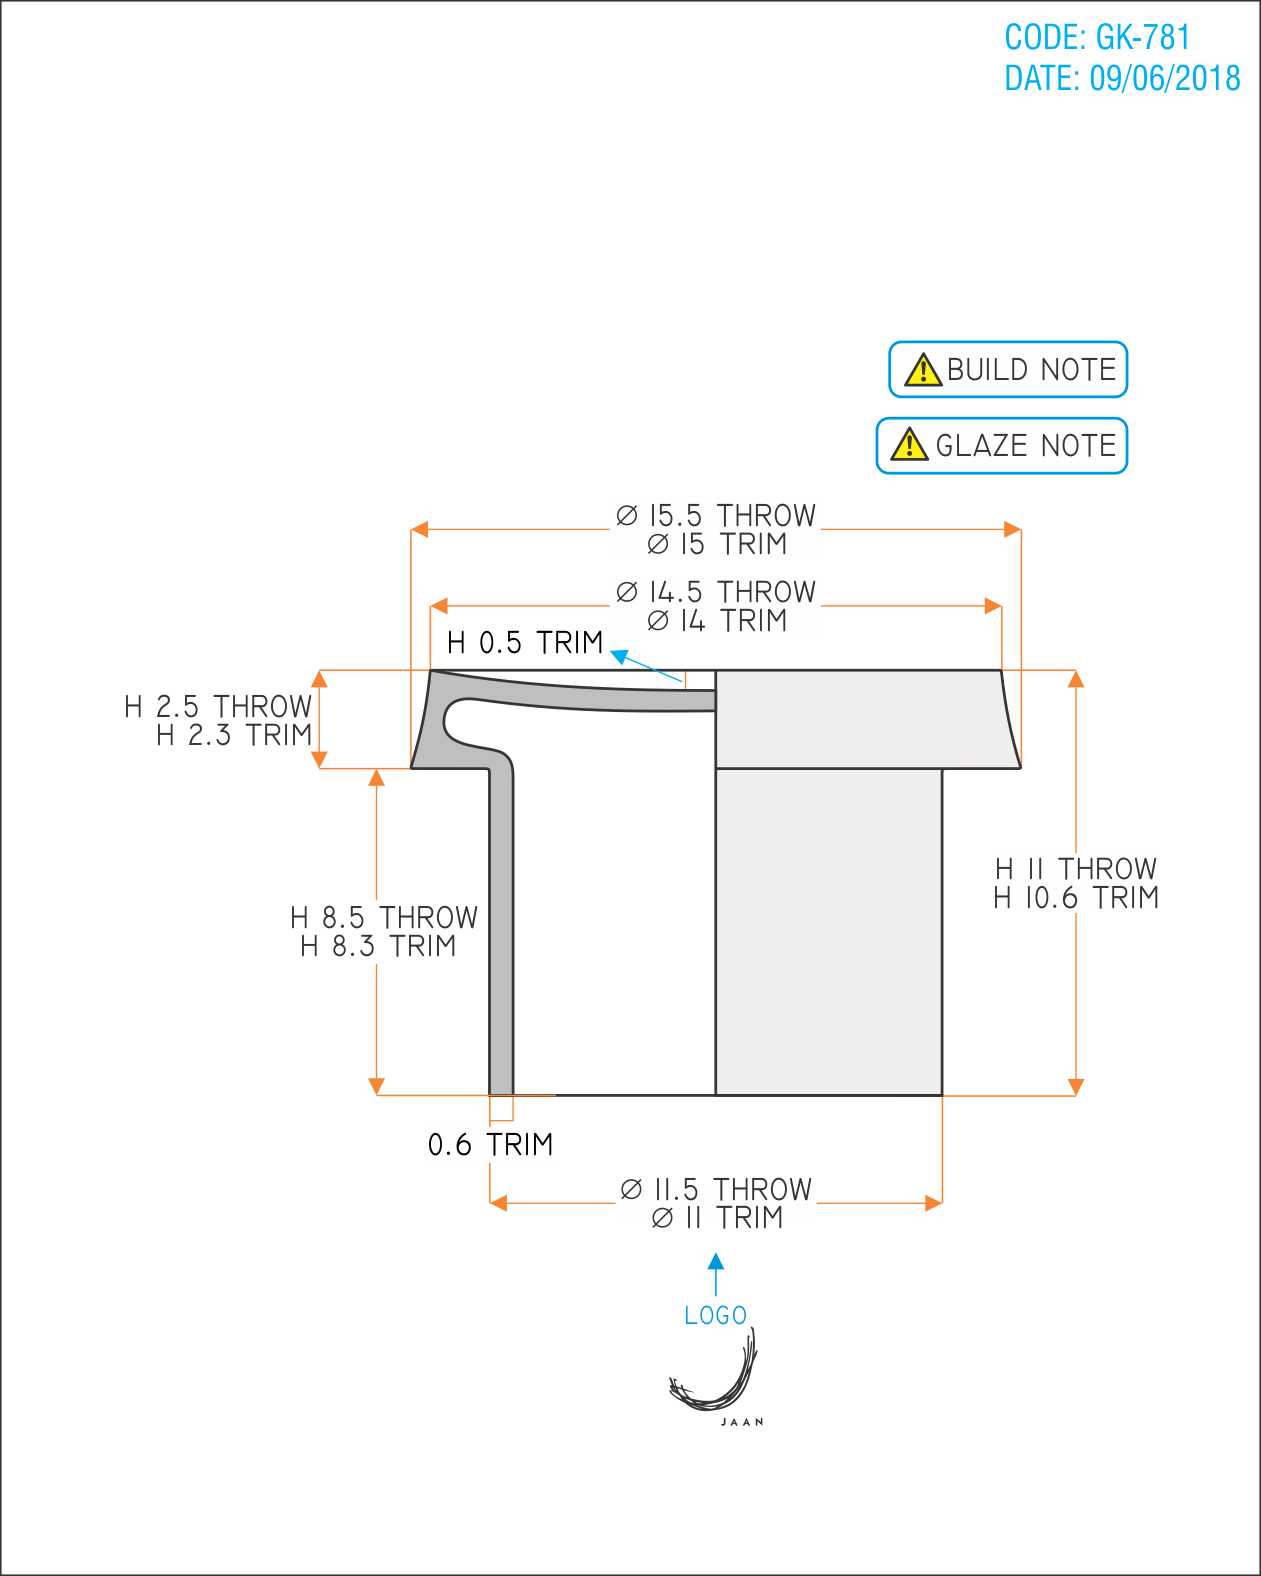 CODE: GK-781
DATE: 09/06/2018
BUILD NOTE
GLAZE NOTE
Ø 15.5 THROW
Ø 15 TRIM
Ø 14.5 THROW
Ø 14 TRIM
H 0.5 TRIM
H 2.5 THROW
H 2.3 TRIM
H 11 THROW
H 10.6 TRIM
H 8.5 THROW
H 8.3 TRIM
0.6 TRIM
Ø 11.5 THROW
Ø 11 TRIM
LOGO
JAAN